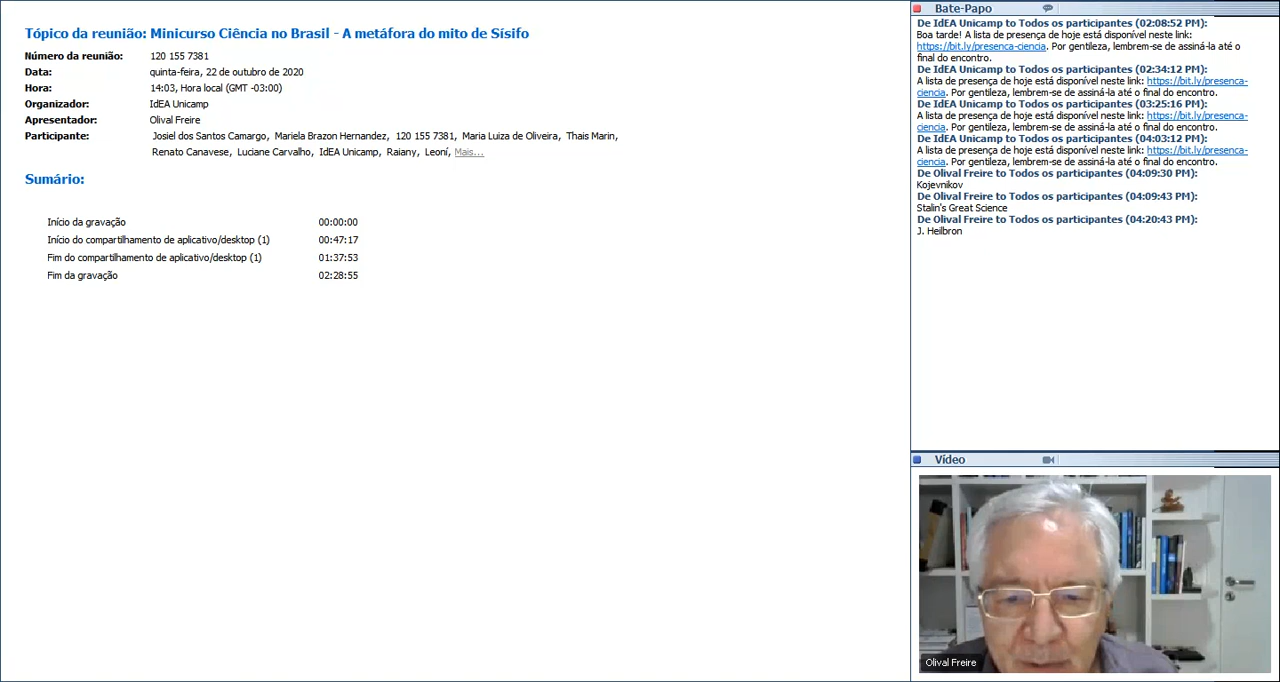 Tópico da reunião: Minicurso Ciência no Brasil - A metáfora do mito de Sísifo
Número da reunião: 120 155 7381
Data: quinta-feira, 22 de outubro de 2020
Hora: 14:03, Hora local (GMT -03:00)
Organizador: IdEA Unicamp
Apresentador: Olival Freire
Participante: Josiel dos Santos Camargo, Mariela Brazon Hernandez, 120 155 7381, Maria Luiza de Oliveira, Thais Marin,
Renato Canavese, Luciane Carvalho, IdEA Unicamp, Raiany, Leoní, Mais...
Sumário:
Início da gravação 00:00:00
Início do compartilhamento de aplicativo/desktop (1) 00:47:17
Fim do compartilhamento de aplicativo/desktop (1) 01:37:53
Fim da gravação 02:28:55
Bate-Papo
De IdEA Unicamp to Todos os participantes (02:08:52 PM):
Boa tarde! A lista de presença de hoje está disponível neste link:
https://bit.ly/presenca-ciencia. Por gentileza, lembrem-se de assiná-la até o
final do encontro.
De IdEA Unicamp to Todos os participantes (02:34:12 PM):
A lista de presença de hoje está disponível neste link: https://bit.ly/presenca-
ciencia. Por gentileza, lembrem-se de assiná-la até o final do encontro.
De IdEA Unicamp to Todos os participantes (03:25:16 PM):
A lista de presença de hoje está disponível neste link: https://bit.ly/presenca-
ciencia. Por gentileza, lembrem-se de assiná-la até o final do encontro.
De IdEA Unicamp to Todos os participantes (04:03:12 PM):
A lista de presença de hoje está disponível neste link: https://bit.ly/presenca-
ciencia. Por gentileza, lembrem-se de assiná-la até o final do encontro.
De Olival Freire to Todos os participantes (04:09:30 PM):
Kojevnikov
De Olival Freire to Todos os participantes (04:09:43 PM):
Stalin's Great Science
De Olival Freire to Todos os participantes (04:20:43 PM):
J. Heilbron
Vídeo
Olival Freire